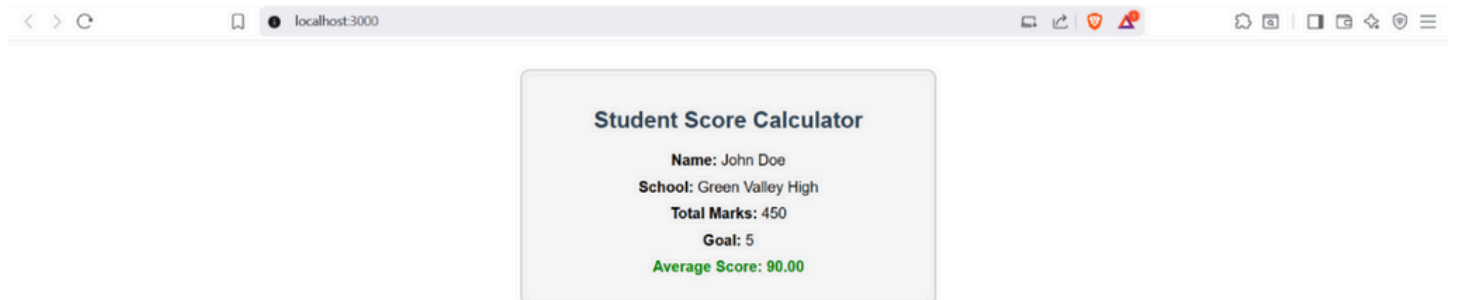 localhost:3000
Student Score Calculator
Name: John Doe
School: Green Valley High
Total Marks: 450
Goal: 5
Average Score: 90.00